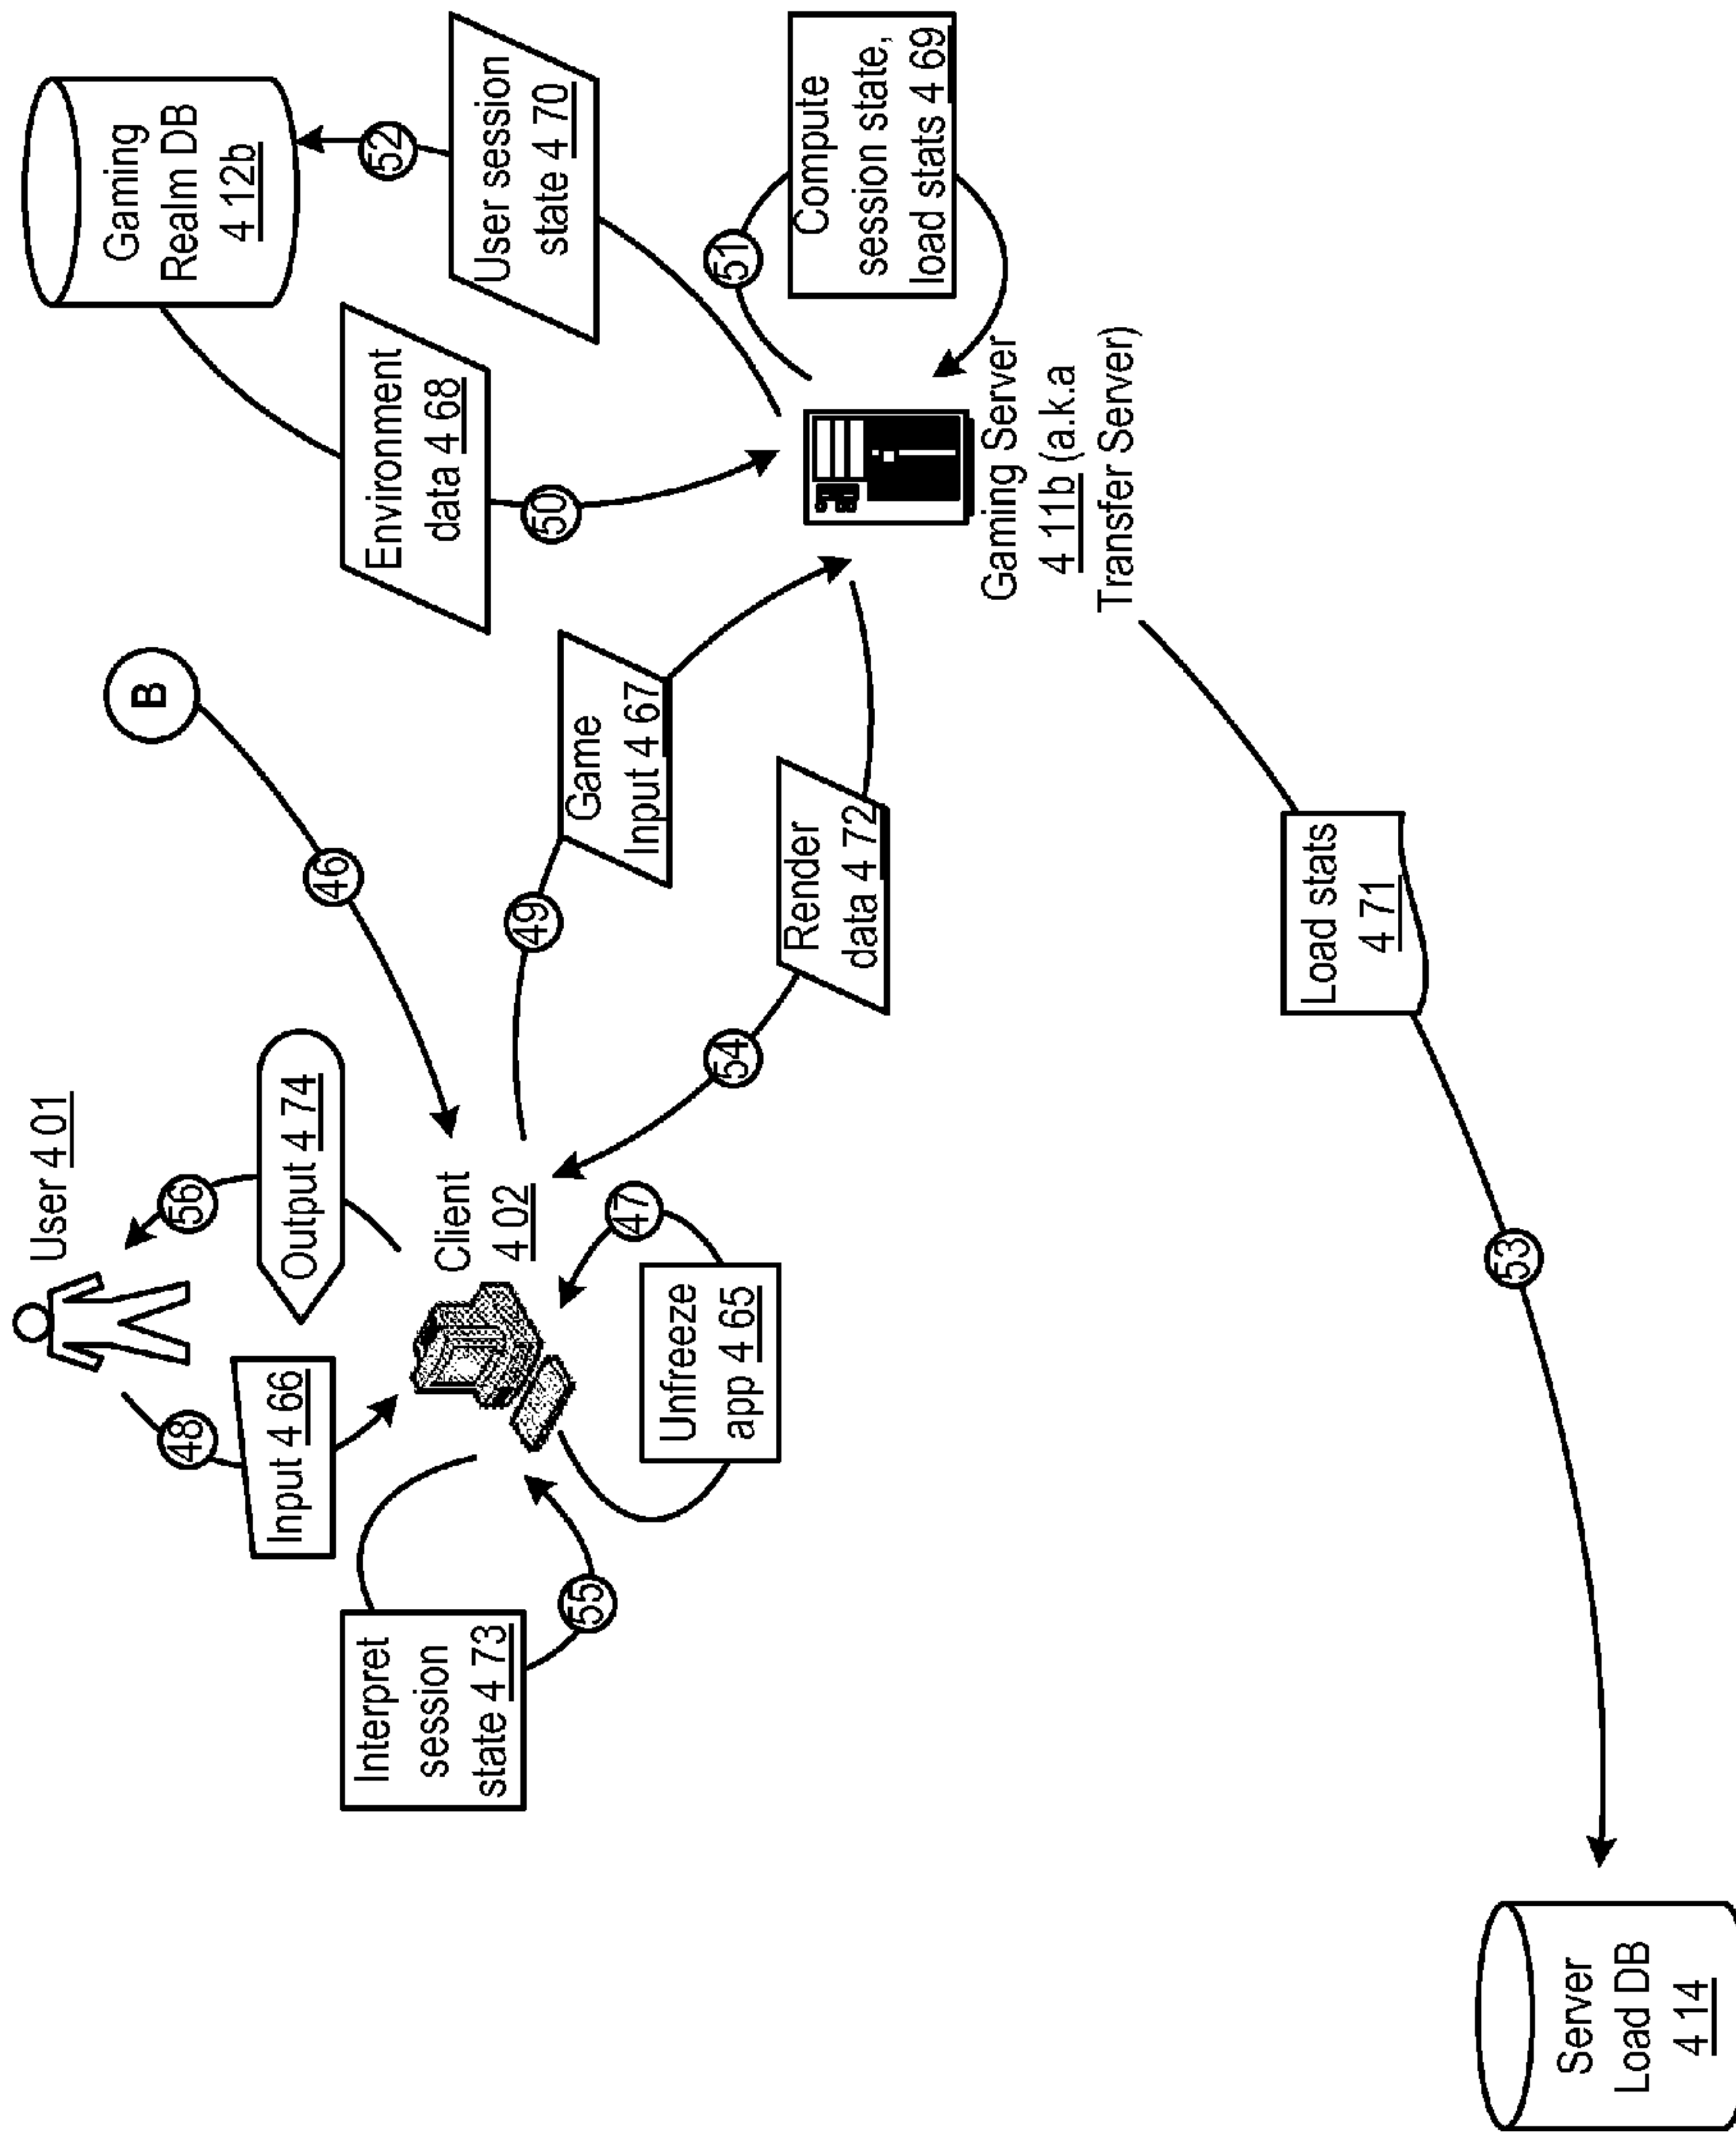 User 4 01
48
Input 4 66
56
Output 4 74
Interpret
session
state 4 73
55
Client
4 02
47
Unfreeze
app 4 65
B
46
49
Game
Input 4 67
54
Render
data 4 72
Gaming
Realm DB
4 12b
Environment
data 4 68
50
52
User session
state 4 70
51
Compute
session state,
load stats 4 69
Gaming Server
4 11b (a.k.a
Transfer Server)
Load stats
4 71
53
Server
Load DB
4 14